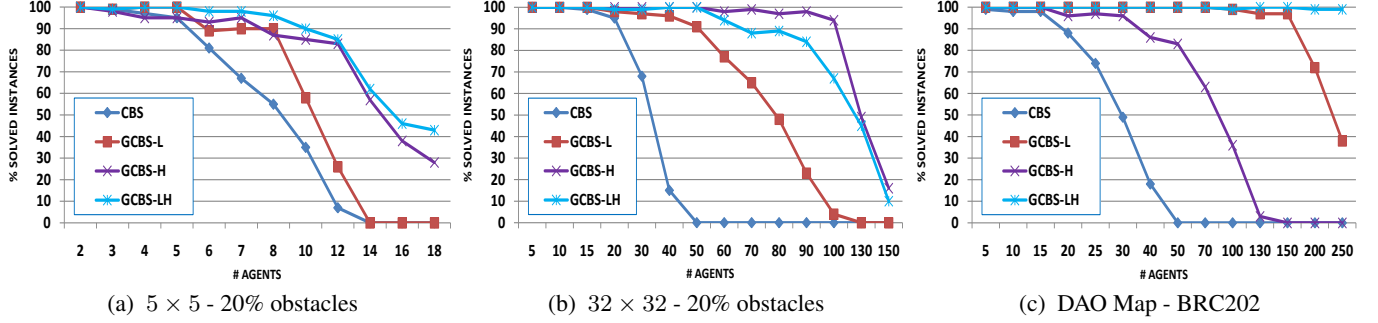 % SOLVED INSTANCES
100
90
80
70
60
50
40
30
20
10
0
CBS
GCBS-L
GCBS-H
GCBS-LH
2 3 4 5 6 7 8 10 12 14 16 18
# AGENTS
(a) 5 × 5 - 20% obstacles
% SOLVED INSTANCES
100
90
80
70
60
50
40
30
20
10
0
CBS
GCBS-L
GCBS-H
GCBS-LH
5 10 15 20 30 40 50 60 70 80 90 100 130 150
# AGENTS
(b) 32 × 32 - 20% obstacles
% SOLVED INSTANCES
100
90
80
70
60
50
40
30
20
10
0
CBS
GCBS-L
GCBS-H
GCBS-LH
5 10 15 20 25 30 40 50 70 100 130 150 200 250
# AGENTS
(c) DAO Map - BRC202